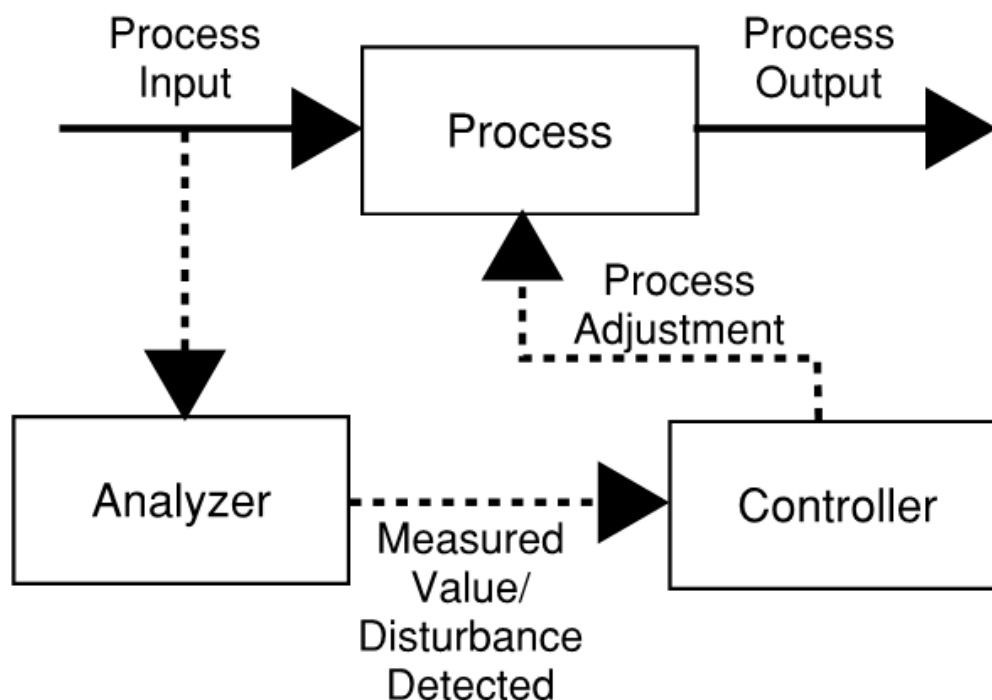 Process
Input
Process
Process
Output
Process
Adjustment
Analyzer
Measured
Value/
Disturbance
Detected
Controller